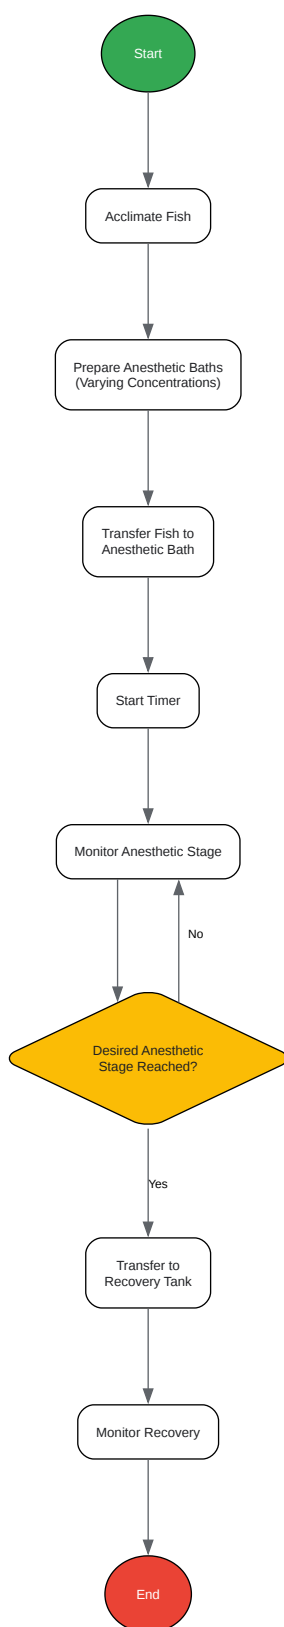 Start
Acclimate Fish
Prepare Anesthetic Baths
(Varying Concentrations)
Transfer Fish to
Anesthetic Bath
Start Timer
Monitor Anesthetic Stage
No
Desired Anesthetic
Stage Reached?
Yes
Transfer to
Recovery Tank
Monitor Recovery
End